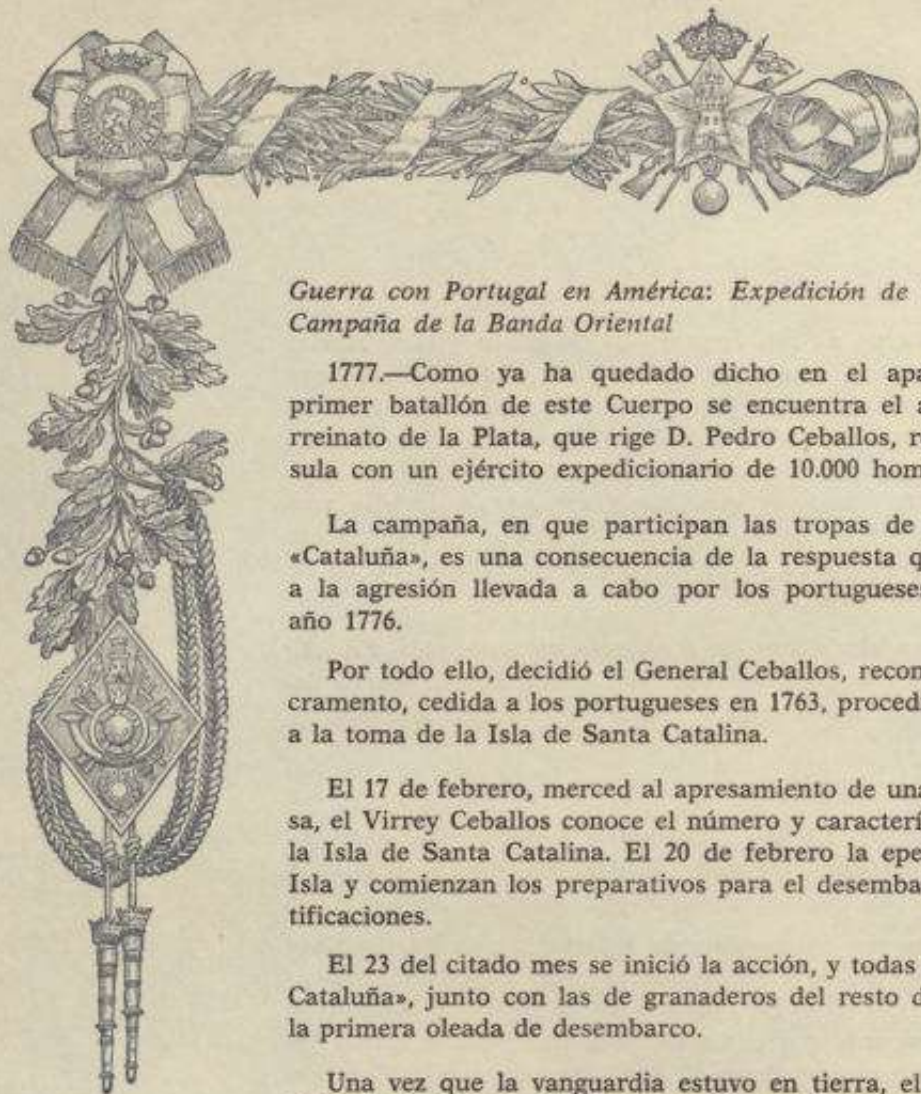 Guerra con Portugal en América: Expedición de
Campaña de la Banda Oriental
1777.—Como ya ha quedado dicho en el apa
primer batallón de este Cuerpo se encuentra el a
rreinato de la Plata, que rige D. Pedro Ceballos, r
sula con un ejército expedicionario de 10.000 hom
La campaña, en que participan las tropas de
«Cataluña», es una consecuencia de la respuesta q
a la agresión llevada a cabo por los portugueses
año 1776.
Por todo ello, decidió el General Ceballos, recon
cramento, cedida a los portugueses en 1763, proced
a la toma de la Isla de Santa Catalina.
El 17 de febrero, merced al apresamiento de una
sa, el Virrey Ceballos conoce el número y caracterí
la Isla de Santa Catalina. El 20 de febrero la epe
Isla y comienzan los preparativos para el desemba
tificaciones.
El 23 del citado mes se inició la acción, y todas
Cataluña», junto con las de granaderos del resto d
la primera oleada de desembarco.
Una vez que la vanguardia estuvo en tierra, el